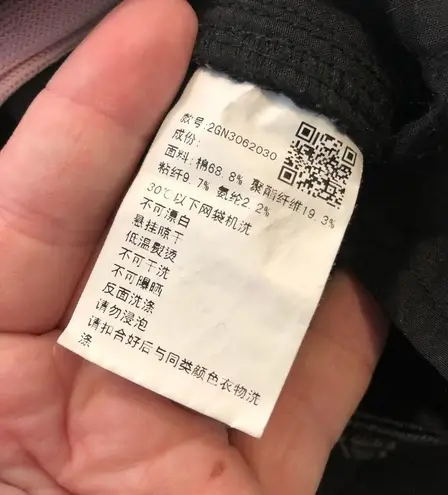 款号:2GN3062030
成份:
面料:棉68.8% 聚酯纤维19.3%
粘纤9.7% 氨纶2.2%
30℃以下网袋机洗
不可漂白
悬挂晾干
低温熨烫
不可干洗
不可曝晒
反面洗涤
请勿浸泡
请扣合好后与同类颜色衣物洗
涤